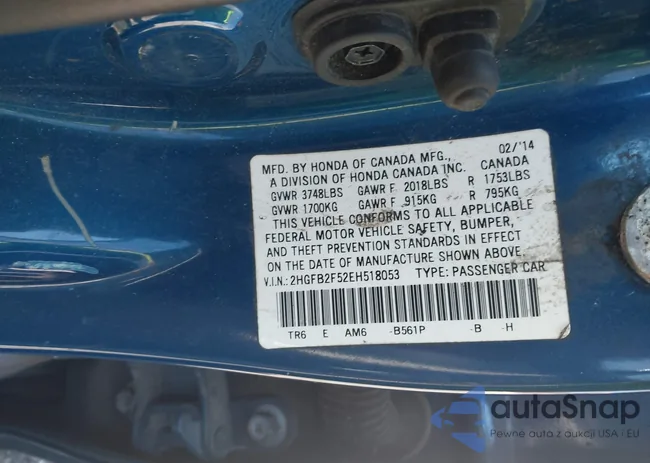 MFD. BY HONDA OF CANADA MFG., 02/'14
A DIVISION OF HONDA CANADA INC. CANADA
GVWR 3748LBS GAWR F 2018LBS R 1753LBS
GVWR 1700KG GAWR F 915KG R 795KG
THIS VEHICLE CONFORMS TO ALL APPLICABLE
FEDERAL MOTOR VEHICLE SAFETY, BUMPER,
AND THEFT PREVENTION STANDARDS IN EFFECT
ON THE DATE OF MANUFACTURE SHOWN ABOVE
V.I.N.: 2HGFB2F52EH518053 TYPE: PASSENGER CAR
TR6 E AM6 -B561P -B -H
autaSnap
Pewne auta z aukcji USA i EU